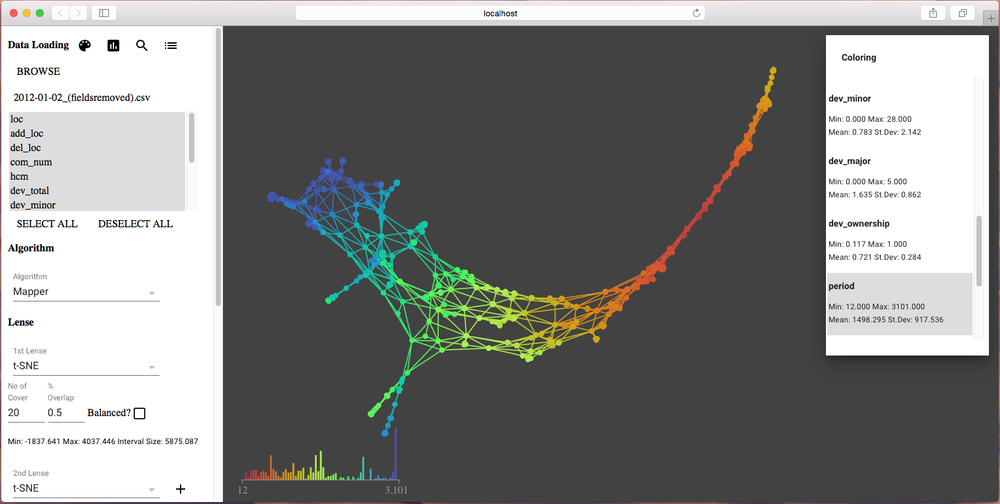 localhost
Data Loading
BROWSE
2012-01-02_(fieldsremoved).csv
loc
add_loc
del_loc
com_num
hcm
dev_total
dev_minor
SELECT ALL DESELECT ALL
Algorithm
Algorithm
Mapper
Lense
1st Lense
t-SNE
No of Cover
% Overlap
20
0.5
Balanced?
Min: -1837.641 Max: 4037.446 Interval Size: 5875.087
2nd Lense
t-SNE
12
3,101
Coloring
dev_minor
Min: 0.000 Max: 28.000
Mean: 0.783 St.Dev: 2.142
dev_major
Min: 0.000 Max: 5.000
Mean: 1.635 St.Dev: 0.862
dev_ownership
Min: 0.117 Max: 1.000
Mean: 0.721 St.Dev: 0.284
period
Min: 12.000 Max: 3101.000
Mean: 1498.295 St.Dev: 917.536